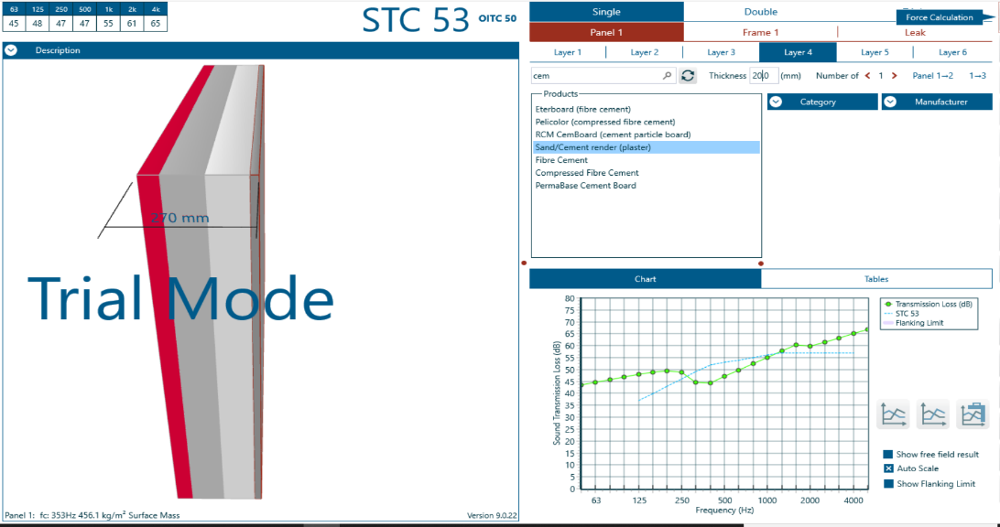 63 125 250 500 1k 2k 4k
45 48 47 47 55 61 65
STC 53 OITC 50
Single Double
Force Calculation
Panel 1 Frame 1 Leak
Description
Layer 1 Layer 2 Layer 3 Layer 4 Layer 5 Layer 6
cem Thickness 20.0 (mm) Number of < 1 > Panel 1→2 1→3
Products
Category Manufacturer
Eterboard (fibre cement)
Pelicolor (compressed fibre cement)
RCM CemBoard (cement particle board)
Sand/Cement render (plaster)
Fibre Cement
Compressed Fibre Cement
PermaBase Cement Board
270 mm
Trial Mode
Chart Tables
80
75
70
65
60
55
50
45
40
35
30
25
20
15
10
5
0
Sound Transmission Loss (dB)
63 125 250 500 1000 2000 4000
Frequency (Hz)
Transmission Loss (dB)
STC 53
Flanking Limit
Show free field result
Auto Scale
Show Flanking Limit
Panel 1: fc: 353Hz 456.1 kg/m² Surface Mass
Version 9.0.22